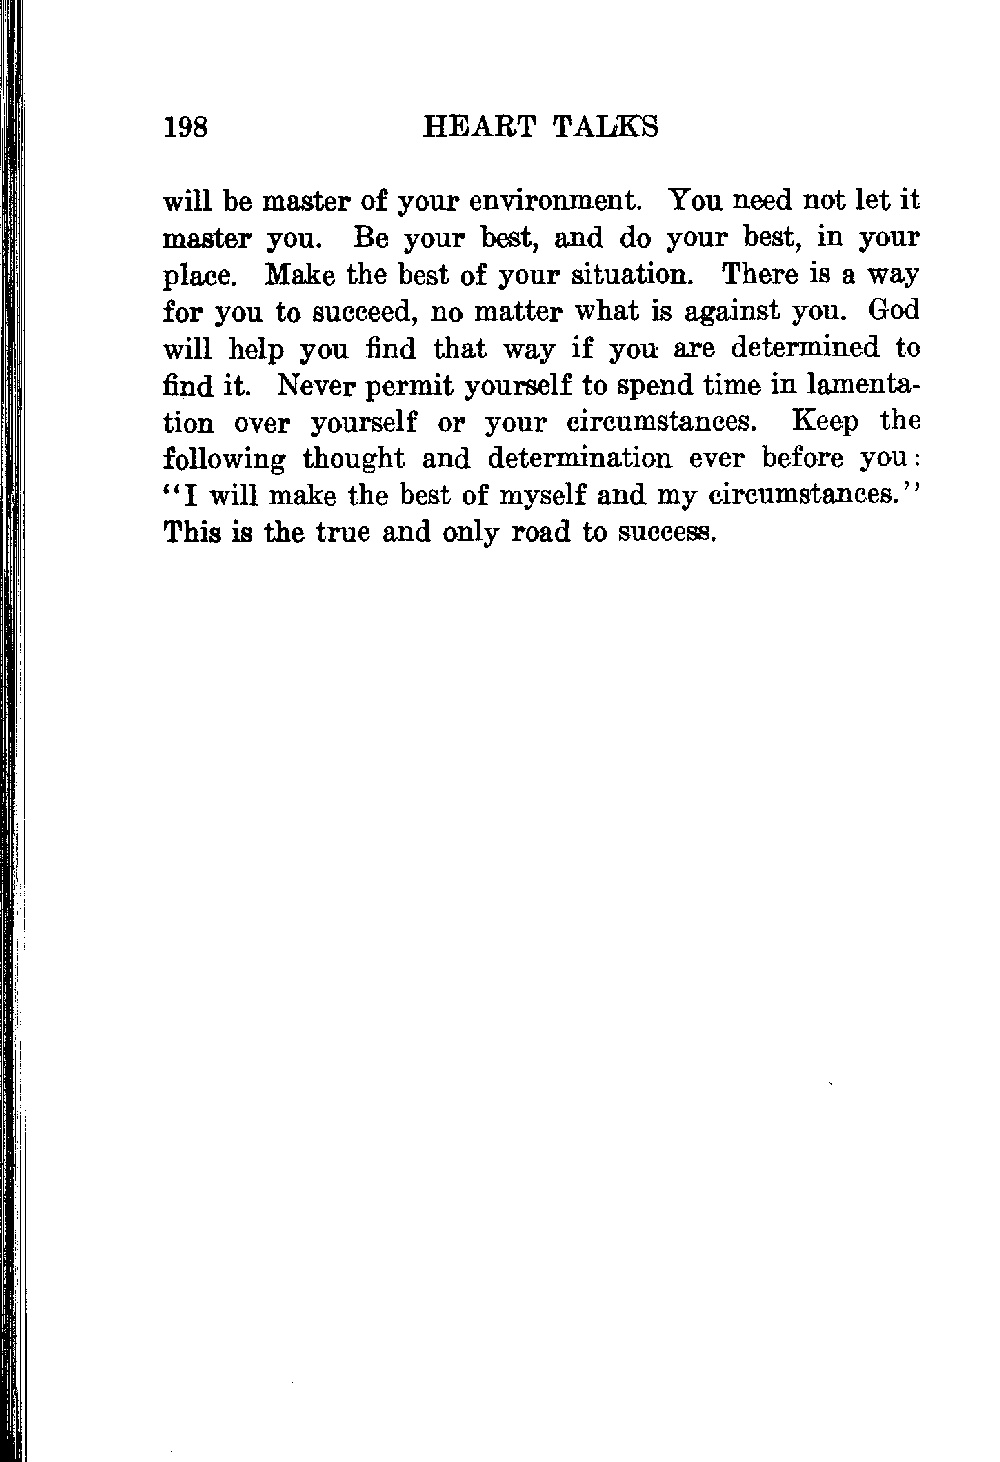 198 HEART TALKS
will be master of your environment. You need not let it
master you. Be your best, and do your best, in your
place. Make the best of your situation. There is a way
for you to succeed, no matter what is against you. God
will help you find that way if you are determined to
find it. Never permit yourself to spend time in lamenta-
tion over yourself or your circumstances. Keep the
following thought and determination ever before you:
"I will make the best of myself and my circumstances."
This is the true and only road to success.